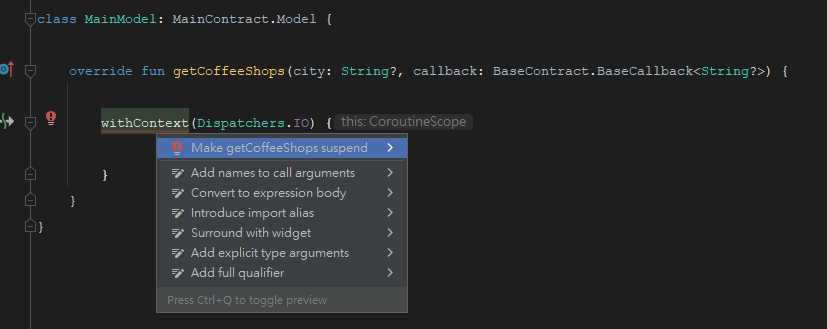 class MainModel: MainContract.Model {
override fun getCoffeeShops(city: String?, callback: BaseContract.BaseCallback<String?>) {
withContext(Dispatchers.IO) { this: CoroutineScope
Make getCoffeeShops suspend
Add names to call arguments
}
Convert to expression body
}
Introduce import alias
}
Surround with widget
Add explicit type arguments
Add full qualifier
Press Ctrl+Q to toggle preview